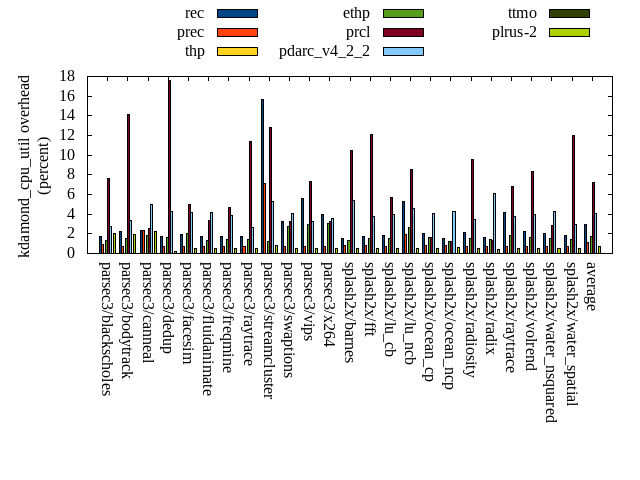 rec
prec
thp
ethp
prcl
pdarc_v4_2_2
ttmo
plrus-2
kdamond_cpu_util overhead
(percent)
18
16
14
12
10
8
6
4
2
0
parsec3/blackscholes
parsec3/bodytrack
parsec3/canneal
parsec3/dedup
parsec3/facesim
parsec3/fluidanimate
parsec3/freqmine
parsec3/raytrace
parsec3/streamcluster
parsec3/swaptions
parsec3/vips
parsec3/x264
splash2x/barnes
splash2x/fft
splash2x/lu_cb
splash2x/lu_ncb
splash2x/ocean_cp
splash2x/ocean_ncp
splash2x/radiosity
splash2x/radix
splash2x/raytrace
splash2x/volrend
splash2x/water_nsquared
splash2x/water_spatial
average